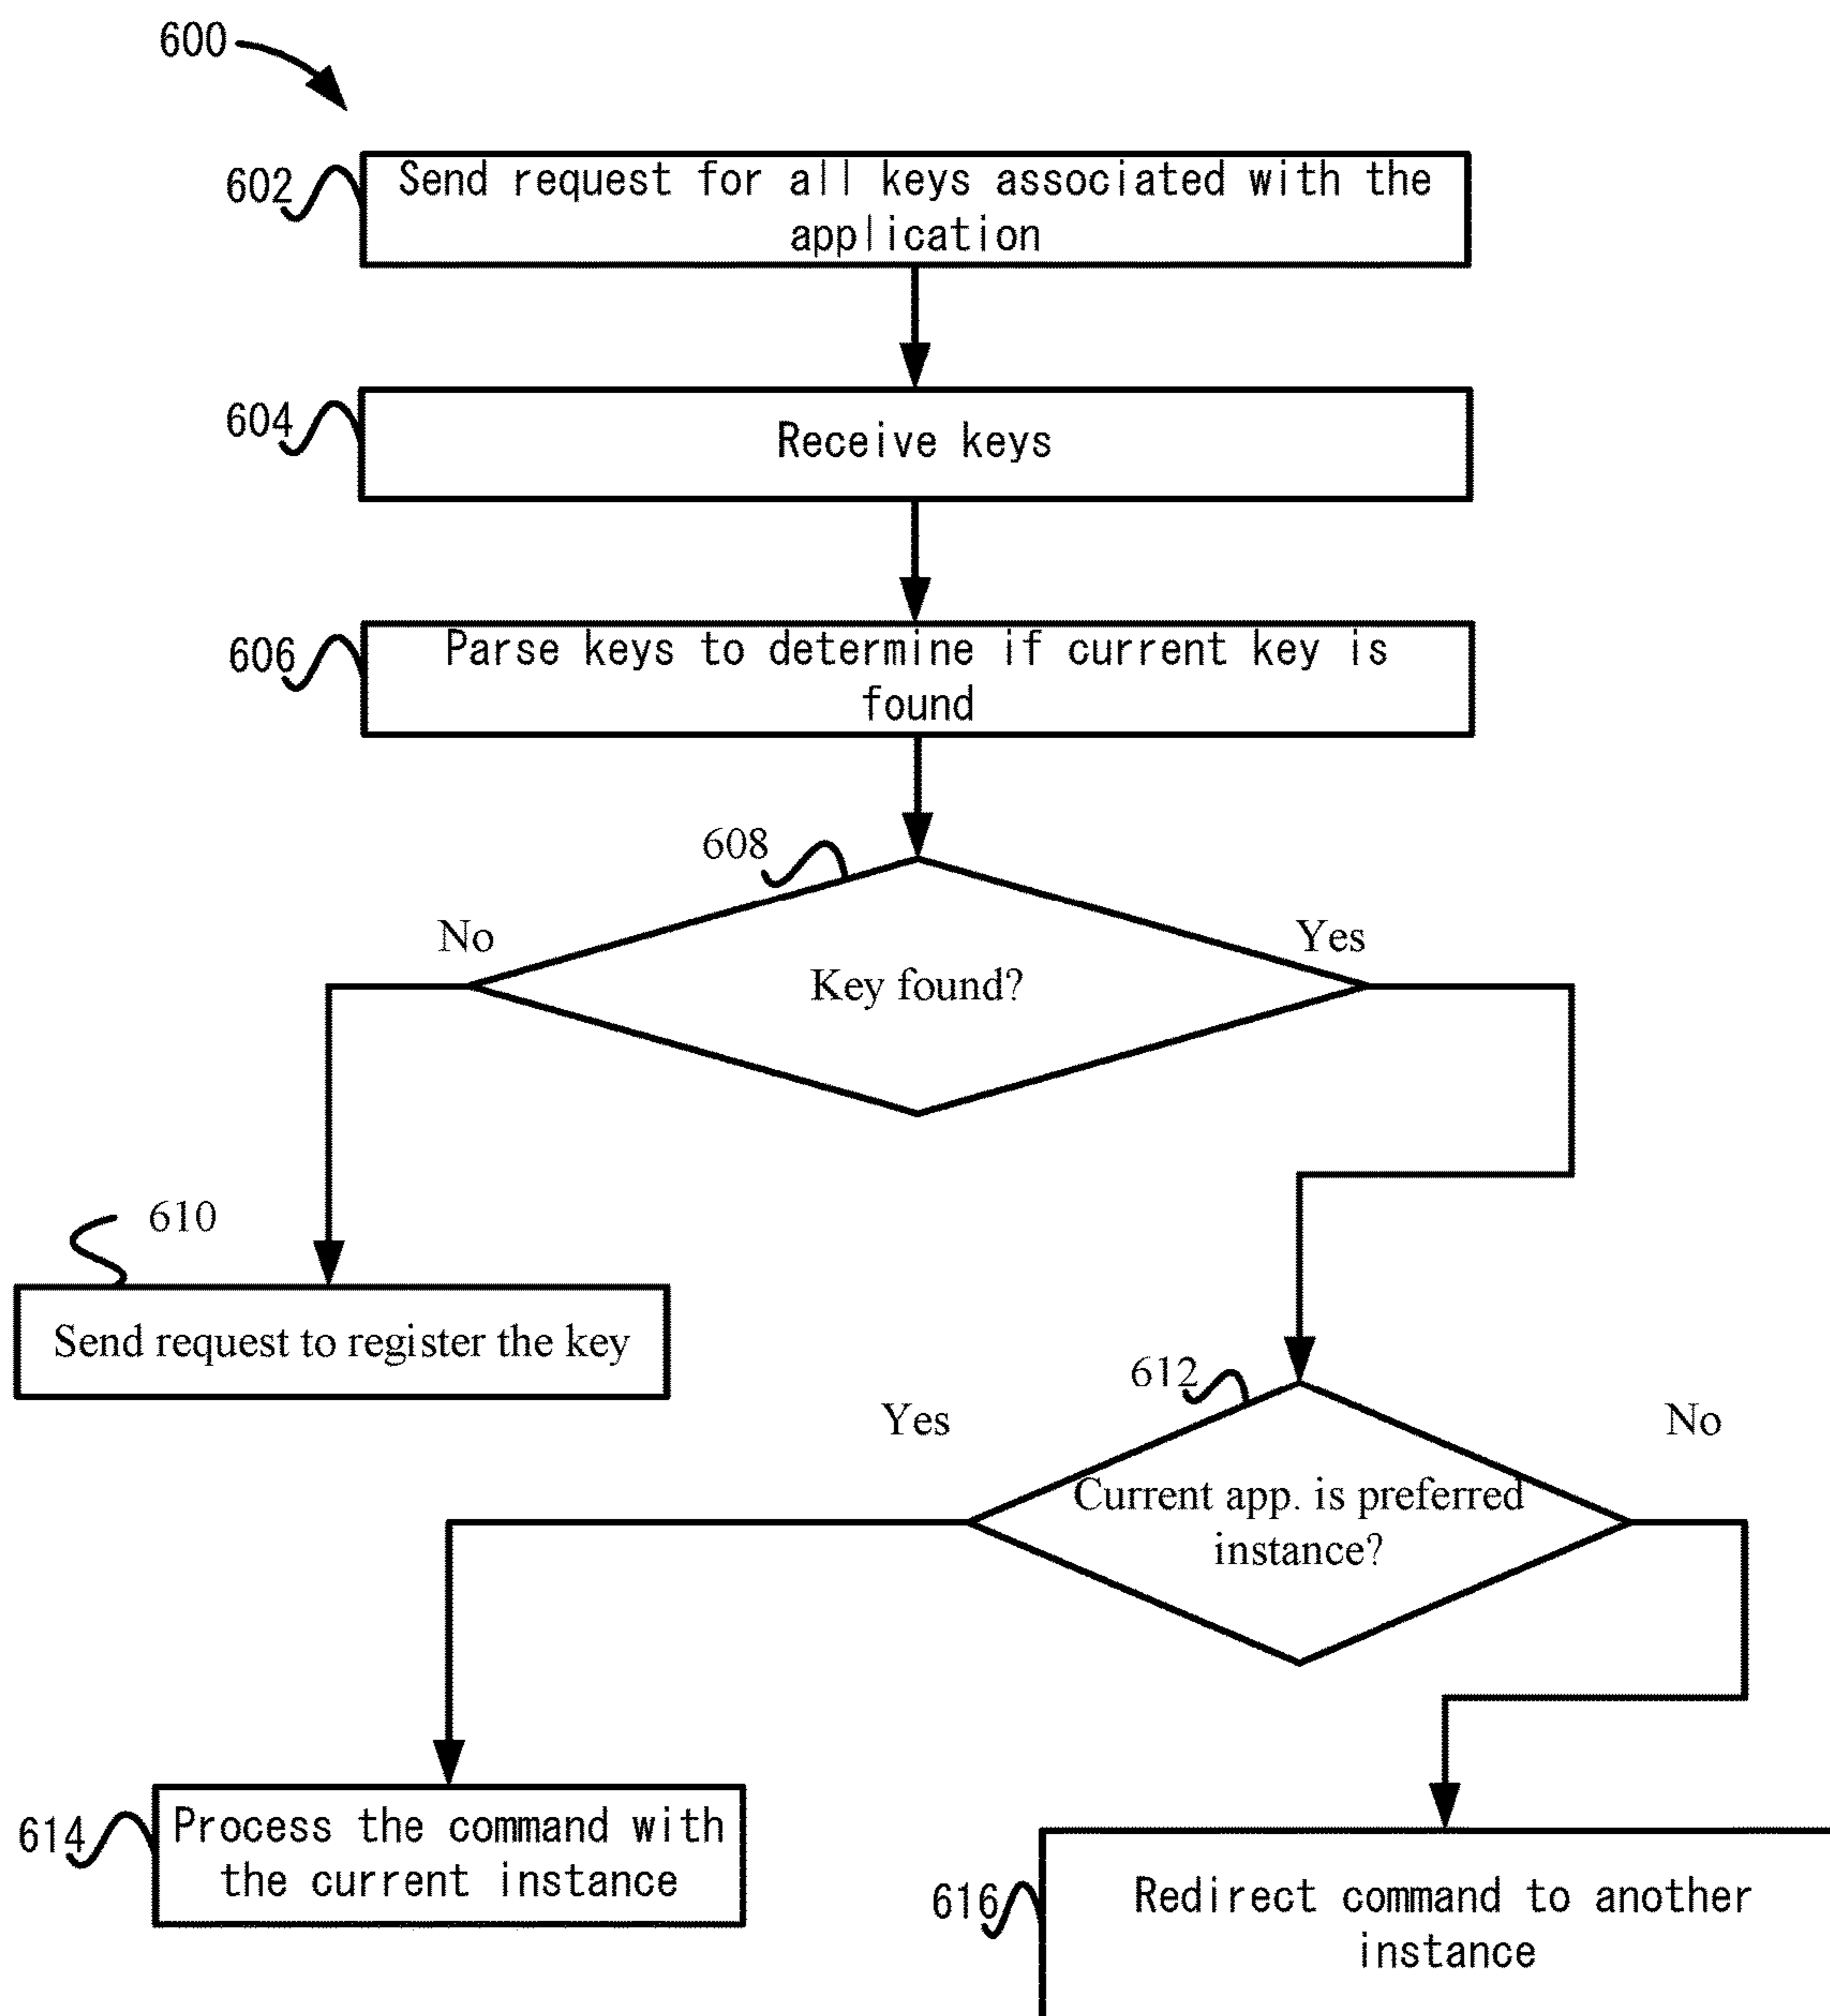 600
602
Send request for all keys associated with the
application
604
Receive keys
606
Parse keys to determine if current key is
found
608
No
Yes
Key found?
610
Send request to register the key
612
Yes
No
Current app. is preferred
instance?
614
Process the command with
the current instance
616
Redirect command to another
instance